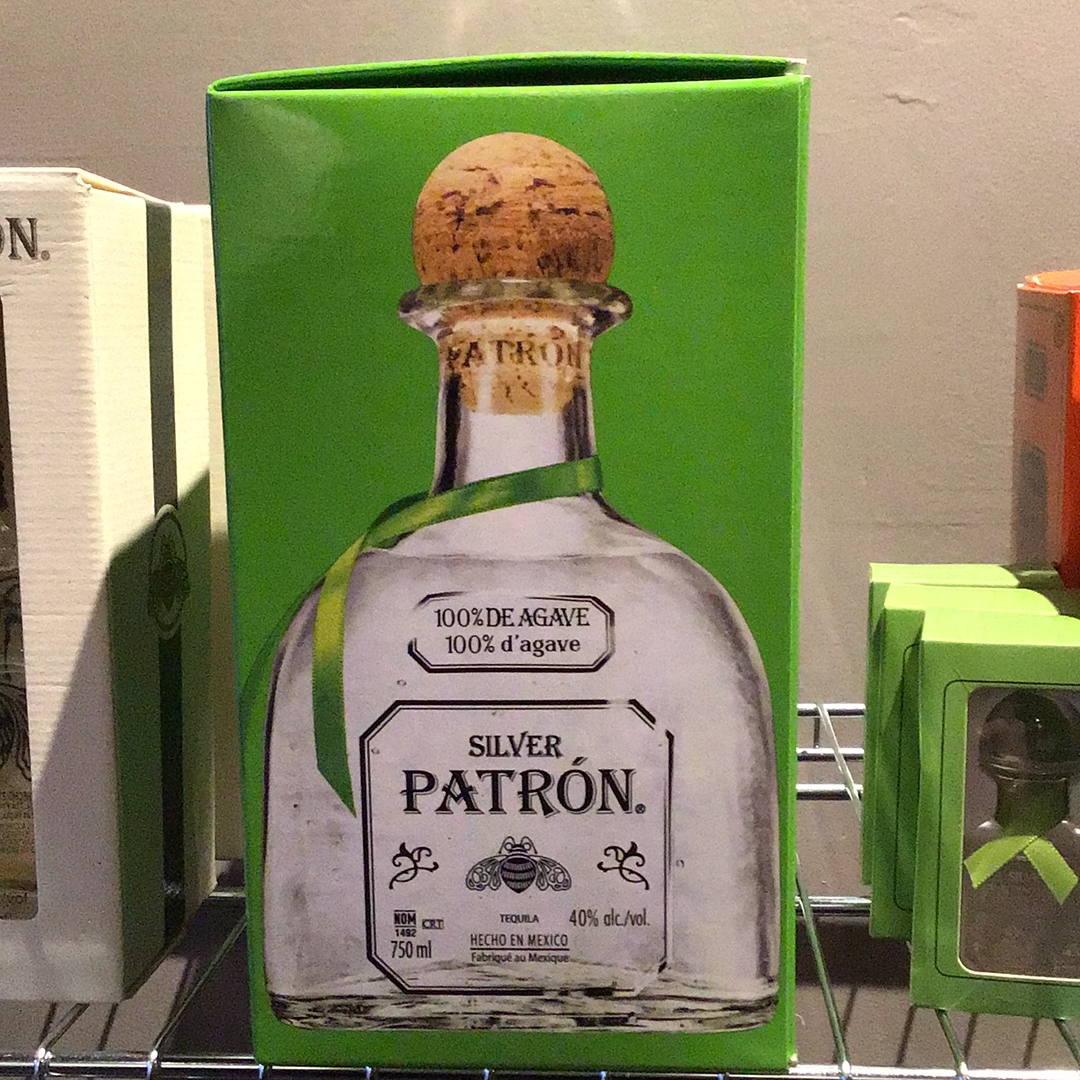 ON.
PATRÓN
100% DE AGAVE
100% d'agave
SILVER
PATRÓN®
NOM
1492
CRT
TEQUILA
40% alc./vol.
750 ml
HECHO EN MEXICO
Fabriqué au Mexique